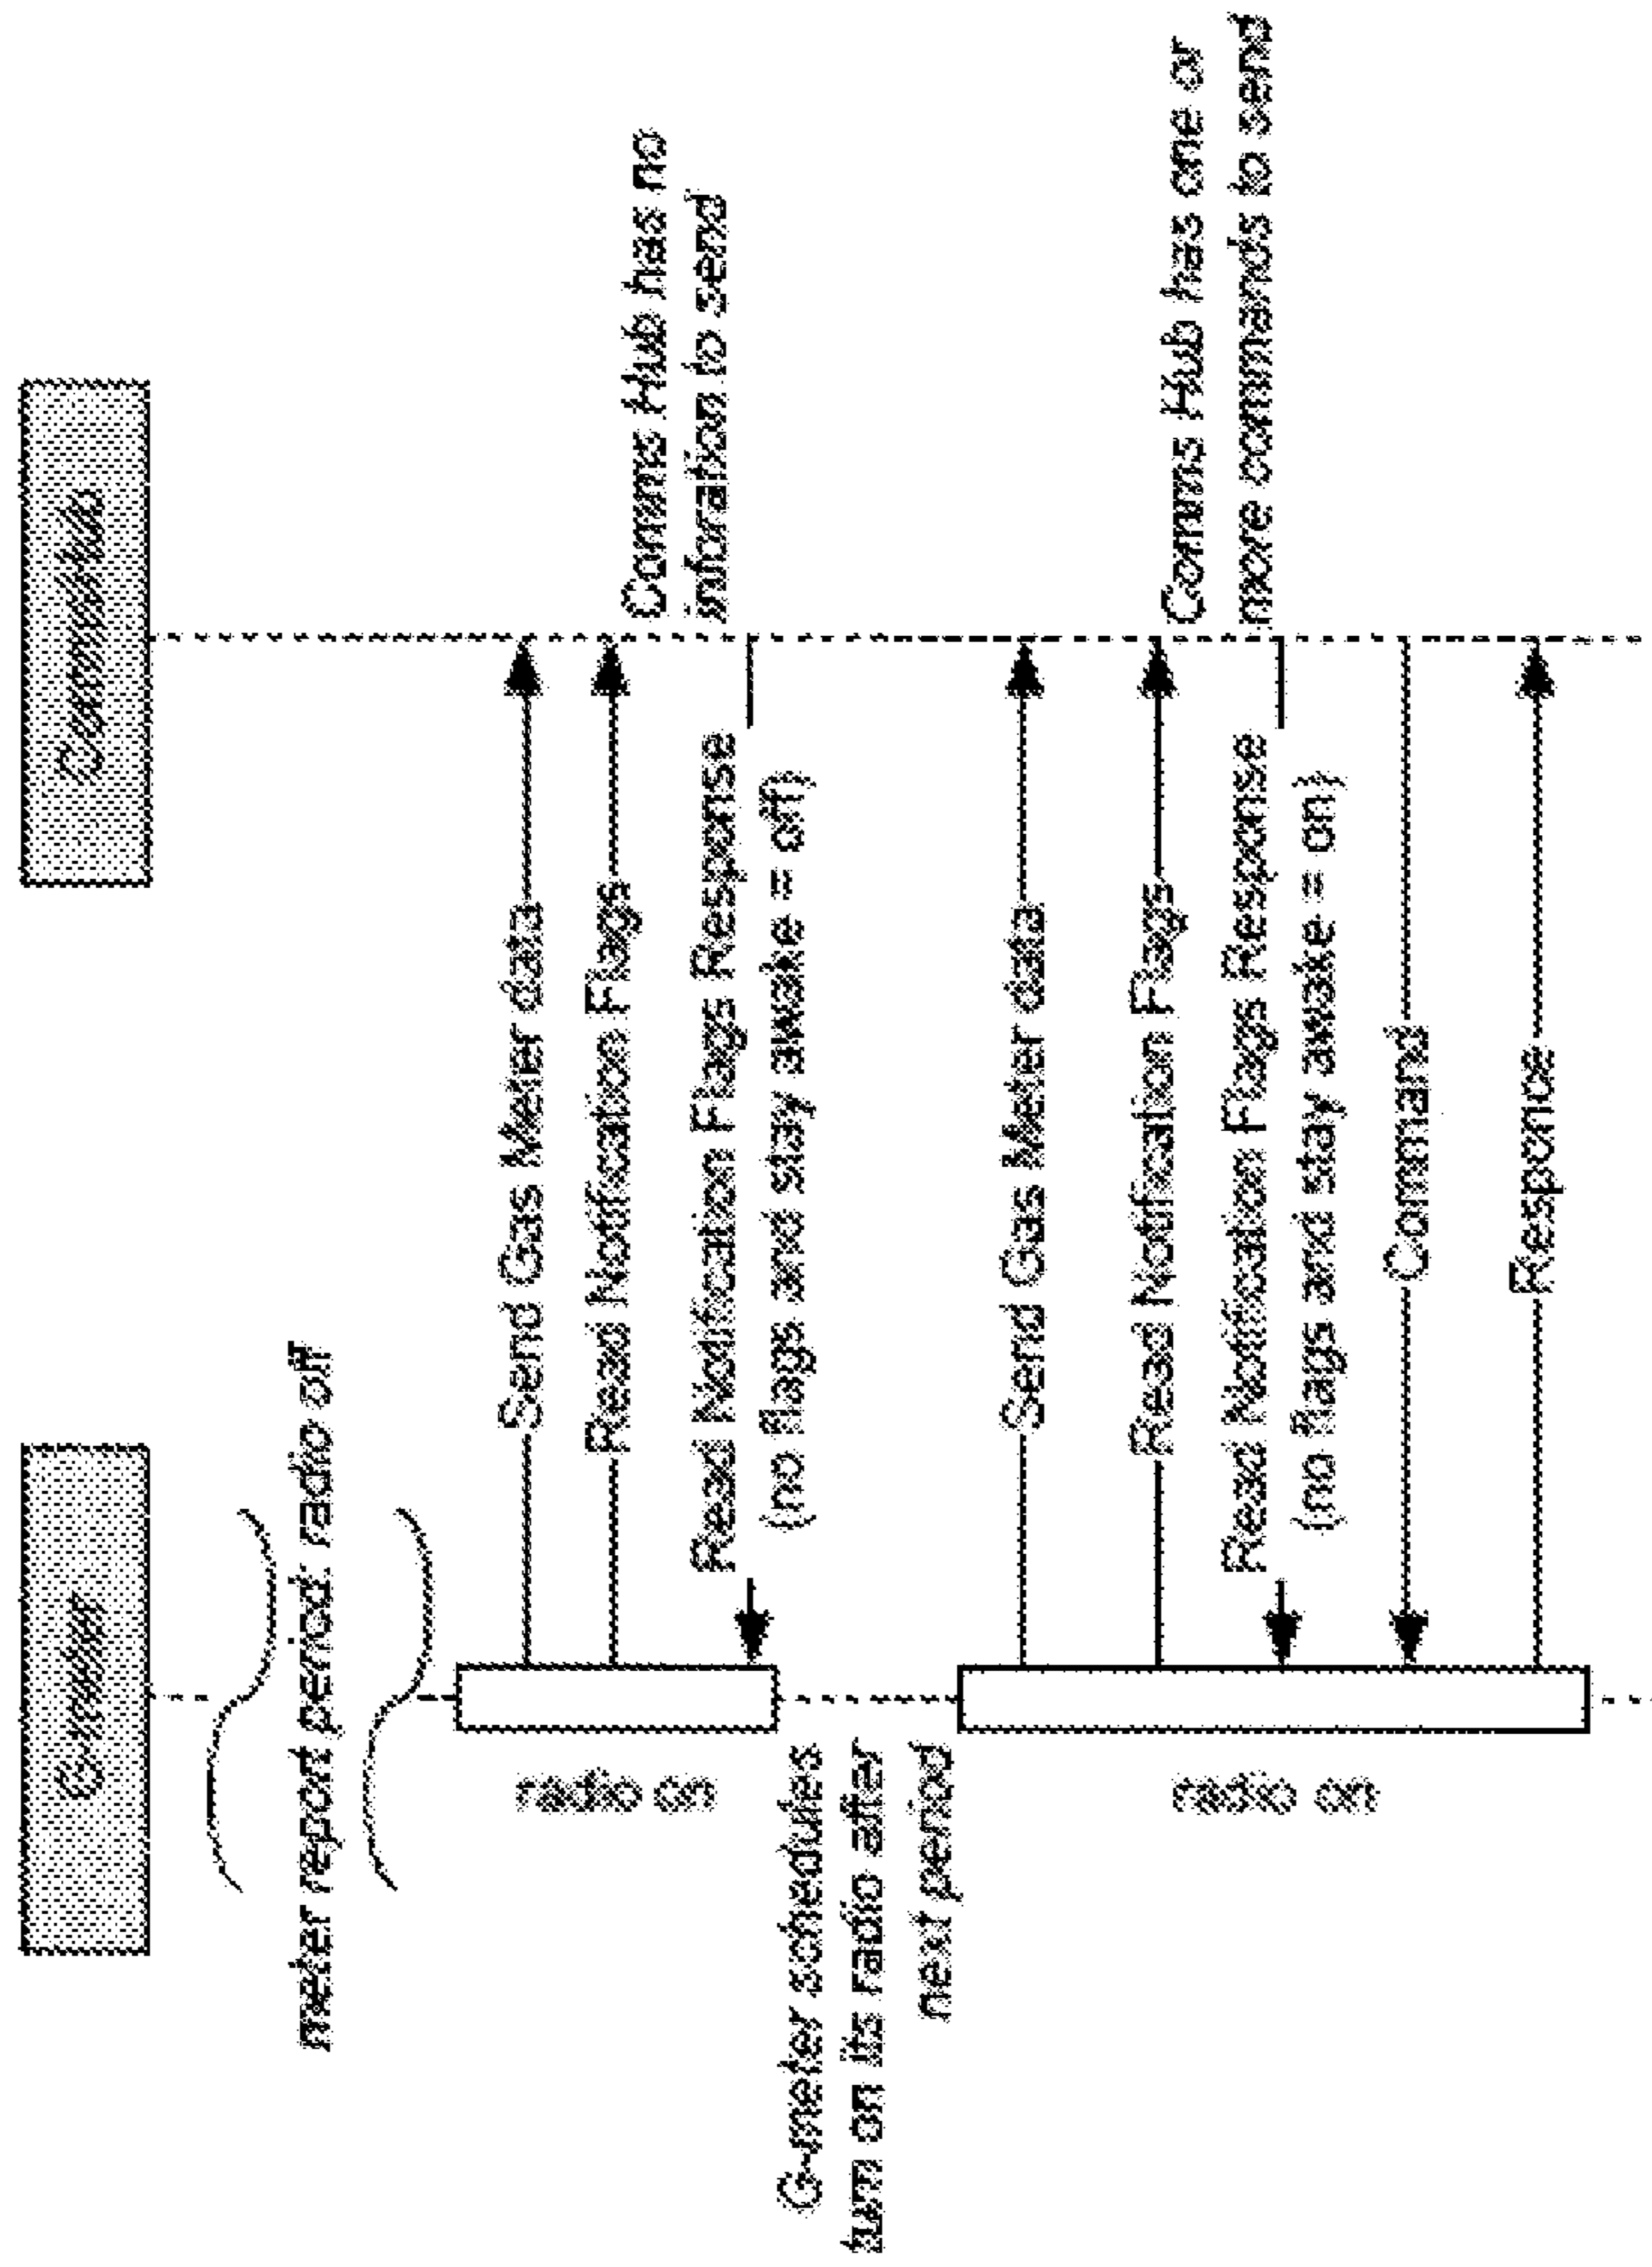 G-meter
meter report period: radio off
Send Gas Meter data
radio on
Read Notification Flags
Comms Hub has no
inforation to send
Read Notification Flags Response
(no flags and stay awake = off)
G-meter schedules
turn on its radio after
next period
Send Gas Meter data
Read Notification Flags
radio on
Comms Hub has one or
more commands to send
Read Notification Flags Response
(no flags and stay awake = on)
Command
Response